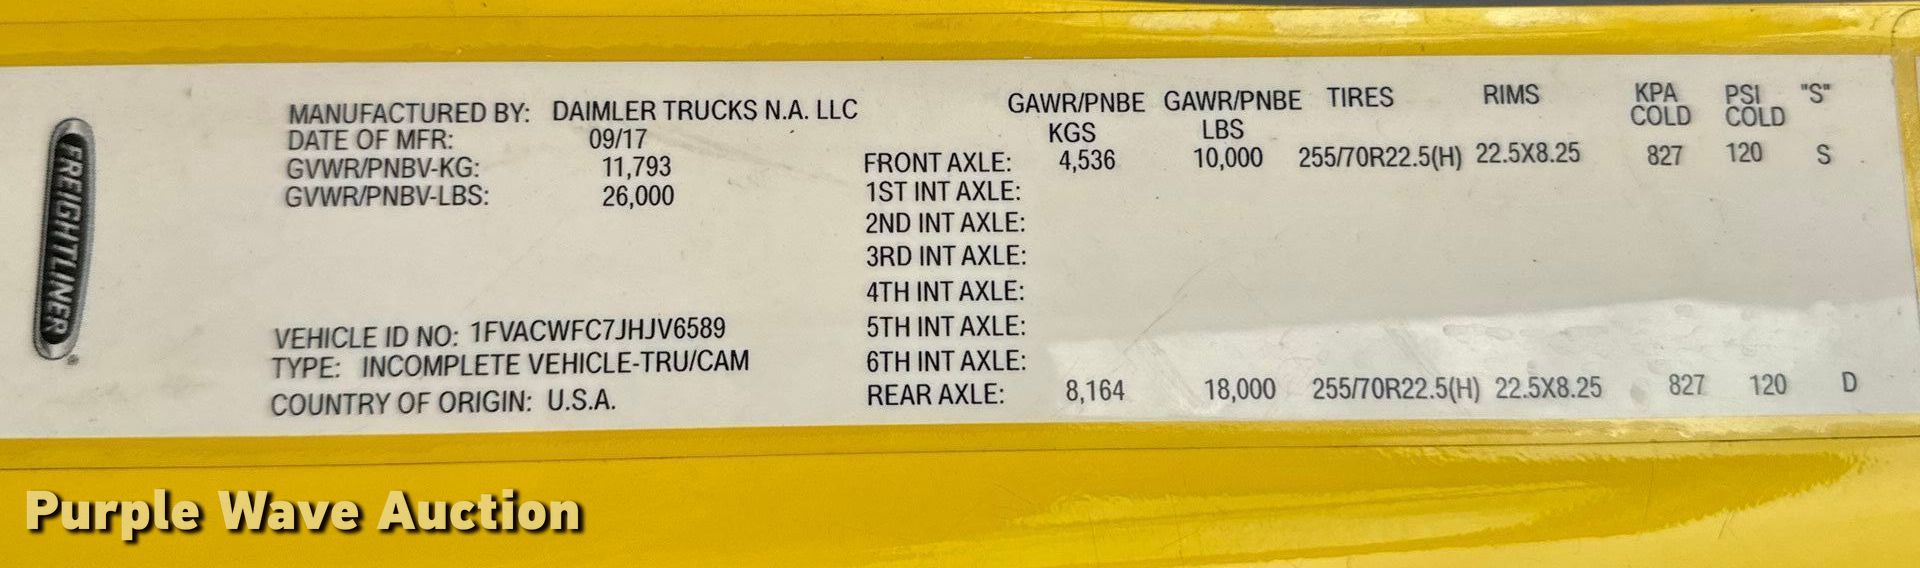 FREIGHTLINER
®
MANUFACTURED BY: DAIMLER TRUCKS N.A. LLC
DATE OF MFR: 09/17
GVWR/PNBV-KG: 11,793
GVWR/PNBV-LBS: 26,000
VEHICLE ID NO: 1FVACWFC7JHJV6589
TYPE: INCOMPLETE VEHICLE-TRU/CAM
COUNTRY OF ORIGIN: U.S.A.
GAWR/PNBE GAWR/PNBE TIRES RIMS KPA PSI "S"
KGS LBS COLD COLD
FRONT AXLE: 4,536 10,000 255/70R22.5(H) 22.5X8.25 827 120 S
1ST INT AXLE:
2ND INT AXLE:
3RD INT AXLE:
4TH INT AXLE:
5TH INT AXLE:
6TH INT AXLE:
REAR AXLE: 8,164 18,000 255/70R22.5(H) 22.5X8.25 827 120 D
Purple Wave Auction